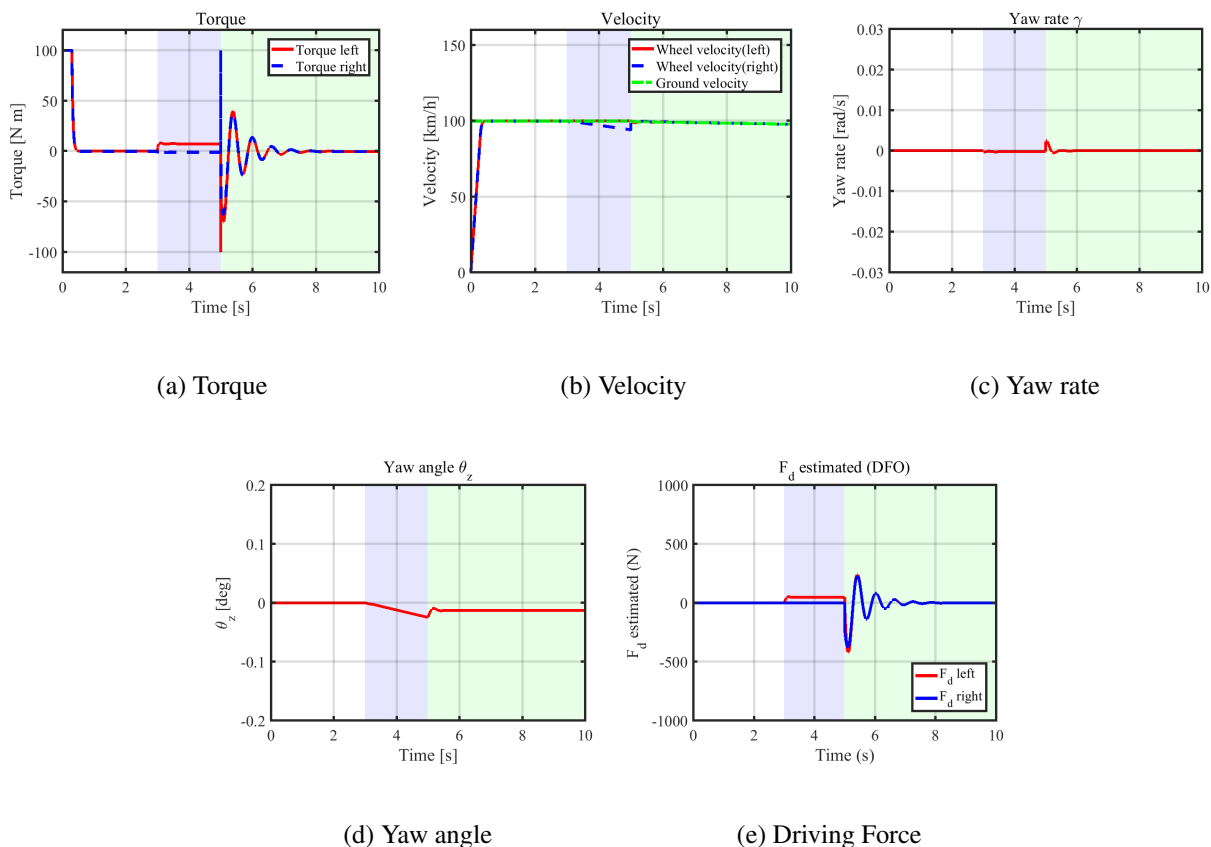 Torque
100
50
0
-50
-100
Torque [N m]
0 2 4 6 8 10
Time [s]
Torque left
Torque right
(a) Torque
Velocity
150
100
50
0
Velocity [km/h]
0 2 4 6 8 10
Time [s]
Wheel velocity(left)
Wheel velocity(right)
Ground velocity
(b) Velocity
Yaw rate γ
0.03
0.02
0.01
0
-0.01
-0.02
-0.03
Yaw rate [rad/s]
0 2 4 6 8 10
Time [s]
(c) Yaw rate
Yaw angle θz
0.2
0.1
0
-0.1
-0.2
θz [deg]
0 2 4 6 8 10
Time [s]
(d) Yaw angle
Fd estimated (DFO)
1000
500
0
-500
-1000
Fd estimated (N)
0 2 4 6 8 10
Time (s)
Fd left
Fd right
(e) Driving Force